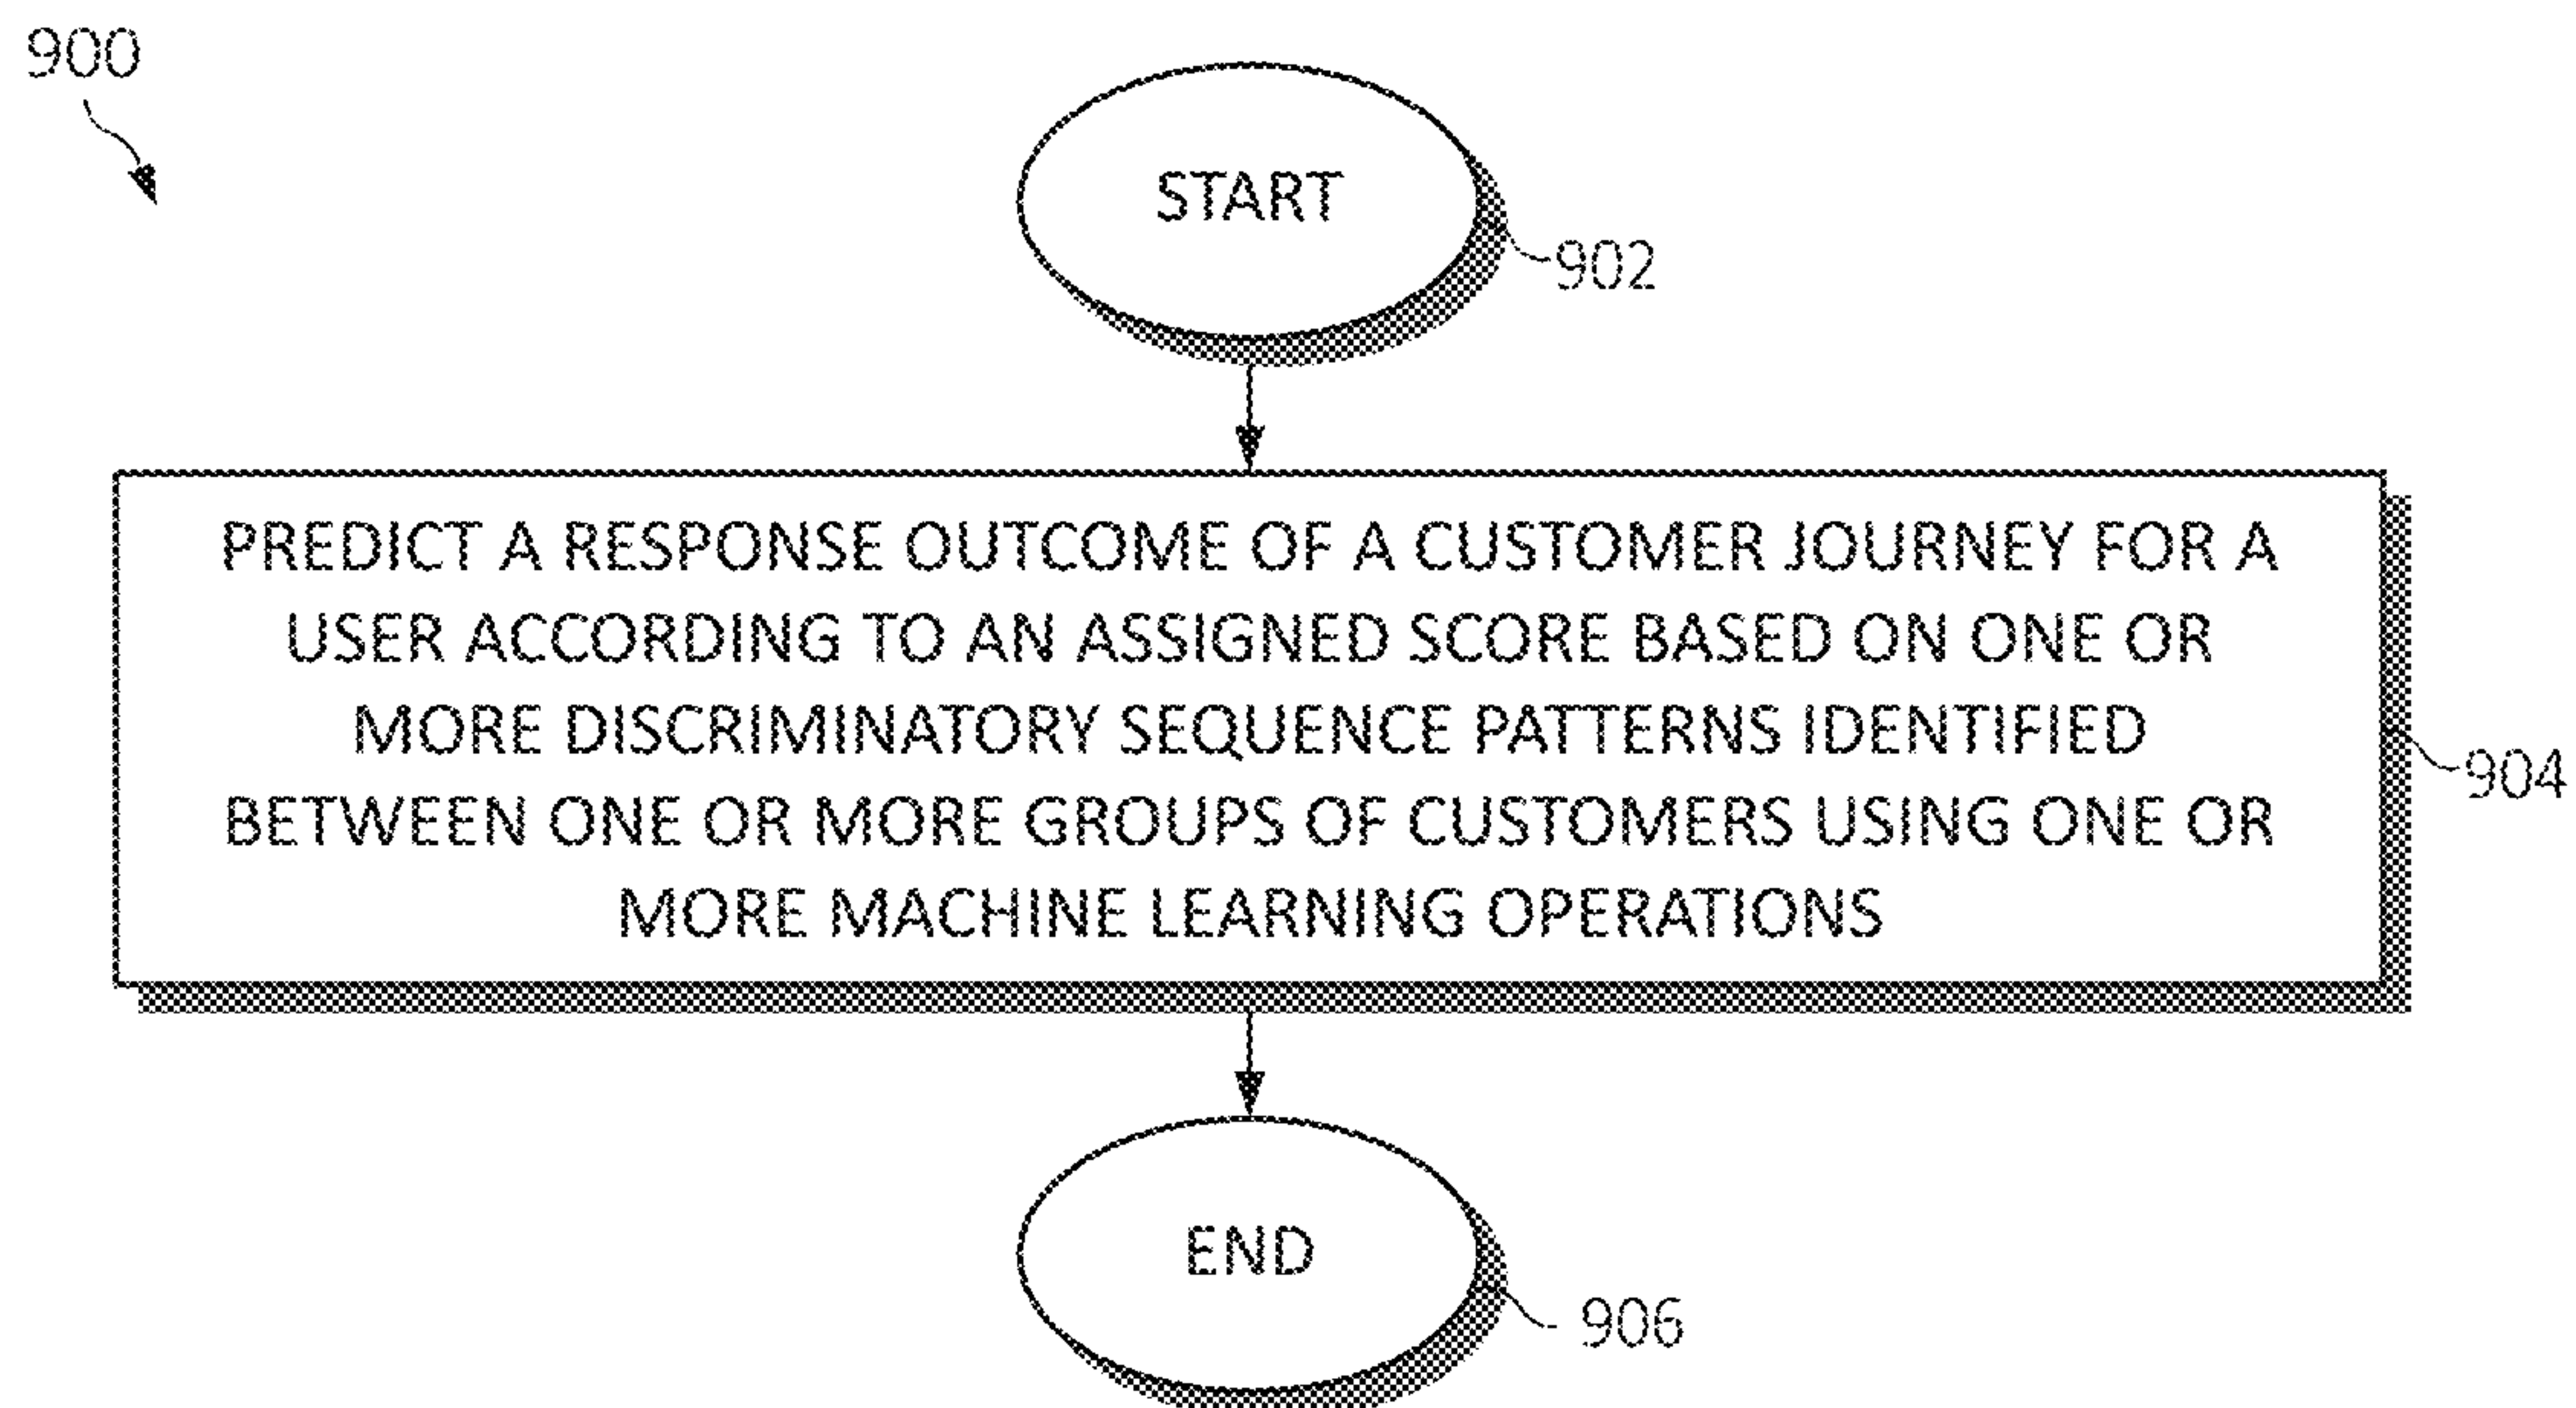 900
START
902
PREDICT A RESPONSE OUTCOME OF A CUSTOMER JOURNEY FOR A
USER ACCORDING TO AN ASSIGNED SCORE BASED ON ONE OR
MORE DISCRIMINATORY SEQUENCE PATTERNS IDENTIFIED
BETWEEN ONE OR MORE GROUPS OF CUSTOMERS USING ONE OR
MORE MACHINE LEARNING OPERATIONS
904
END
906